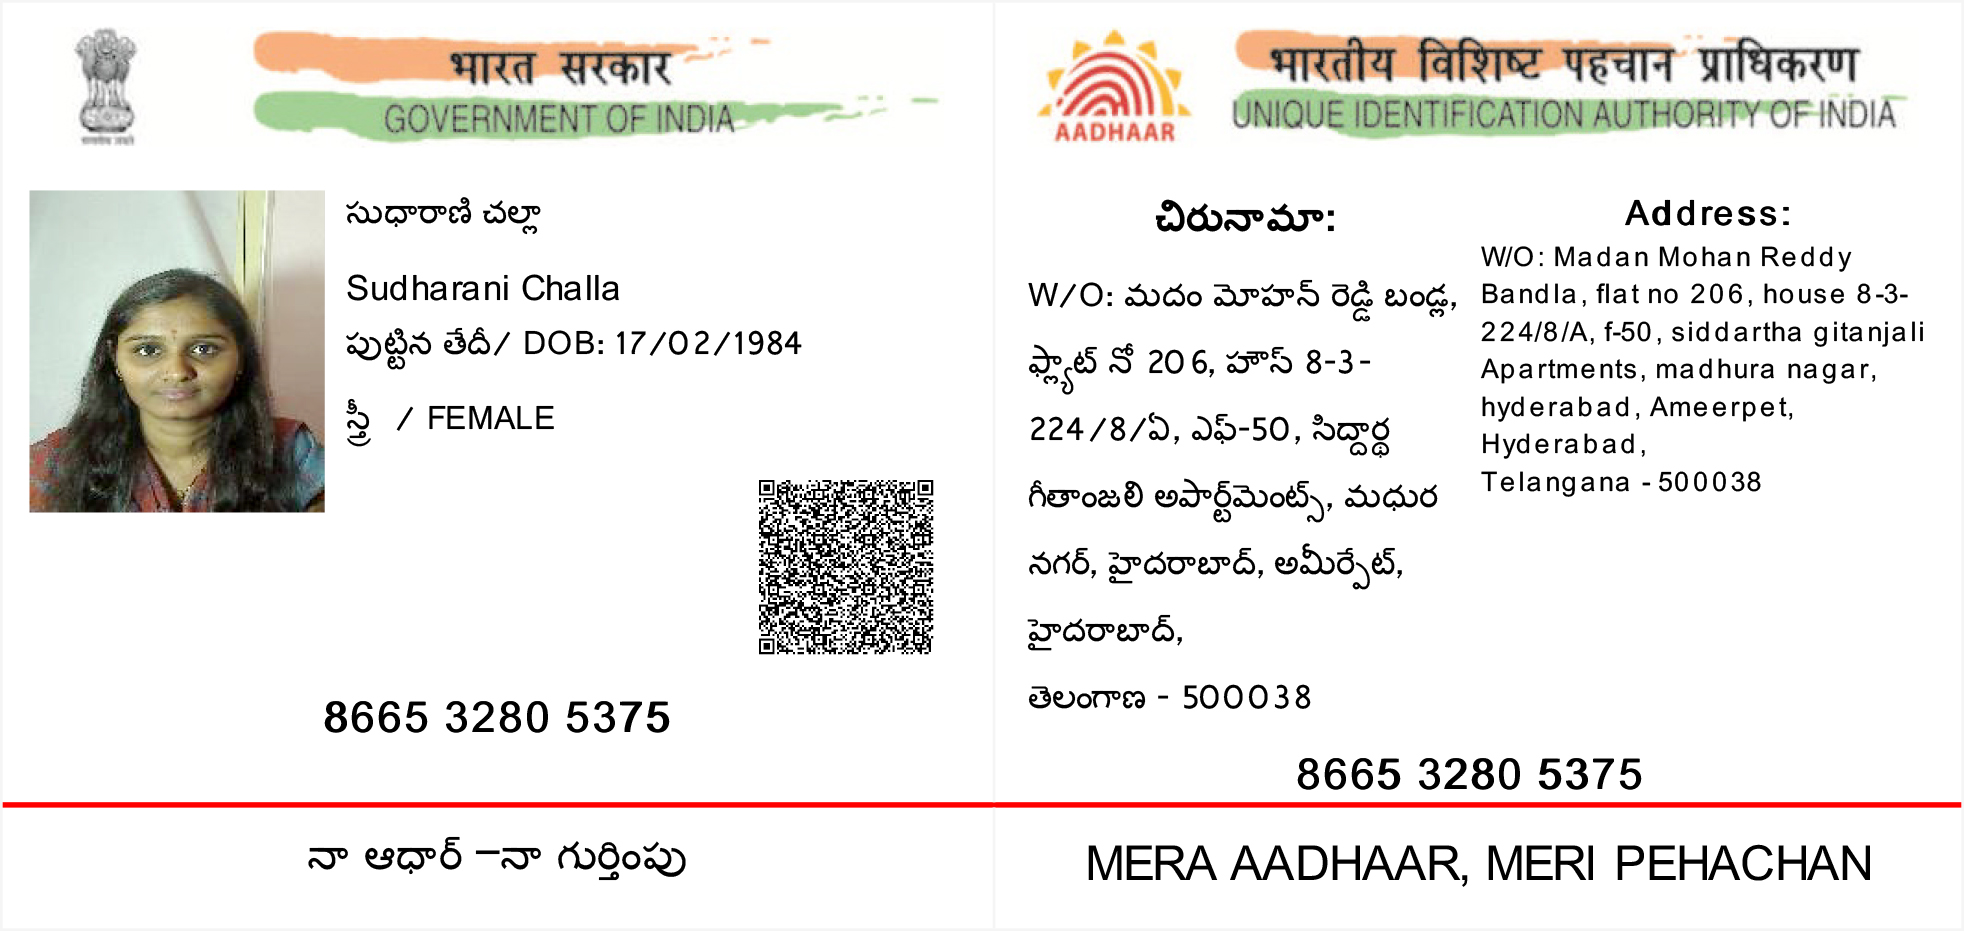 भारत सरकार
GOVERNMENT OF INDIA
సుధారాణి చల్లా
Sudharani Challa
పుట్టిన తేదీ/ DOB: 17/02/1984
స్త్రీ / FEMALE
8665 3280 5375
నా ఆధార్ –నా గుర్తింపు
AADHAAR
भारतीय विशिष्ट पहचान प्राधिकरण
UNIQUE IDENTIFICATION AUTHORITY OF INDIA
చిరునామా:
W/O: మదం మోహన్ రెడ్డి బండ్ల,
ఫ్ల్యాట్ నో 206, హౌస్ 8-3-
224/8/ఏ, ఎఫ్-50, సిద్దార్థ
గీతాంజలి అపార్ట్‌మెంట్స్, మధుర
నగర్, హైదరాబాద్, అమీర్పేట్,
హైదరాబాద్,
తెలంగాణ - 500038
Address:
W/O: Madan Mohan Reddy
Bandla, flat no 206, house 8-3-
224/8/A, f-50, siddartha gitanjali
Apartments, madhura nagar,
hyderabad, Ameerpet,
Hyderabad,
Telangana - 500038
8665 3280 5375
MERA AADHAAR, MERI PEHACHAN